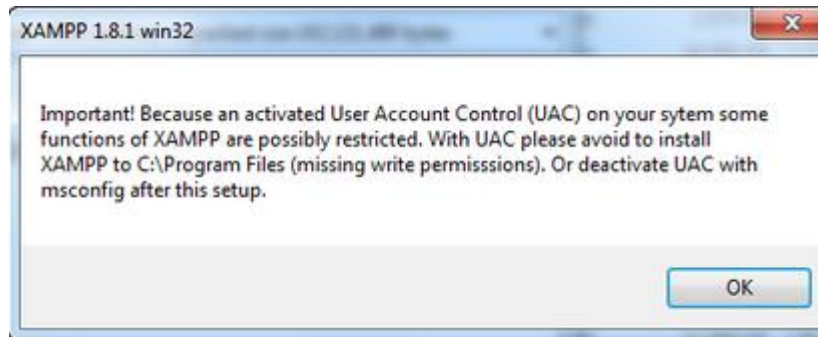 XAMPP 1.8.1 win32
Important! Because an activated User Account Control (UAC) on your sytem some
functions of XAMPP are possibly restricted. With UAC please avoid to install
XAMPP to C:\Program Files (missing write permisssions). Or deactivate UAC with
msconfig after this setup.
OK